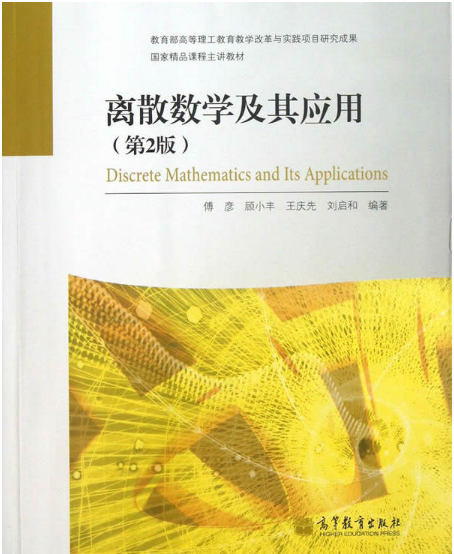 教育部高等理工教育教学改革与实践项目研究成果
国家精品课程主讲教材
离散数学及其应用
（第2版）
Discrete Mathematics and Its Applications
傅 彦 顾小丰 王庆先 刘启和 编著
高等教育出版社
HIGHER EDUCATION PRESS